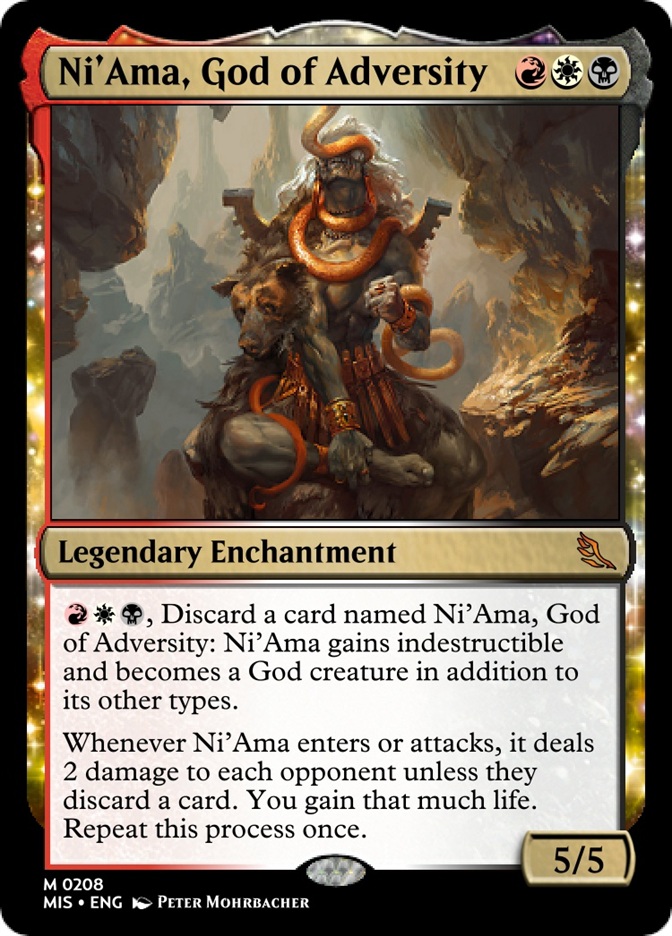 Ni'Ama, God of Adversity
Legendary Enchantment
, Discard a card named Ni'Ama, God
of Adversity: Ni'Ama gains indestructible
and becomes a God creature in addition to
its other types.
Whenever Ni'Ama enters or attacks, it deals
2 damage to each opponent unless they
discard a card. You gain that much life.
Repeat this process once.
5/5
M 0208
MIS • ENG Peter Mohrbacher